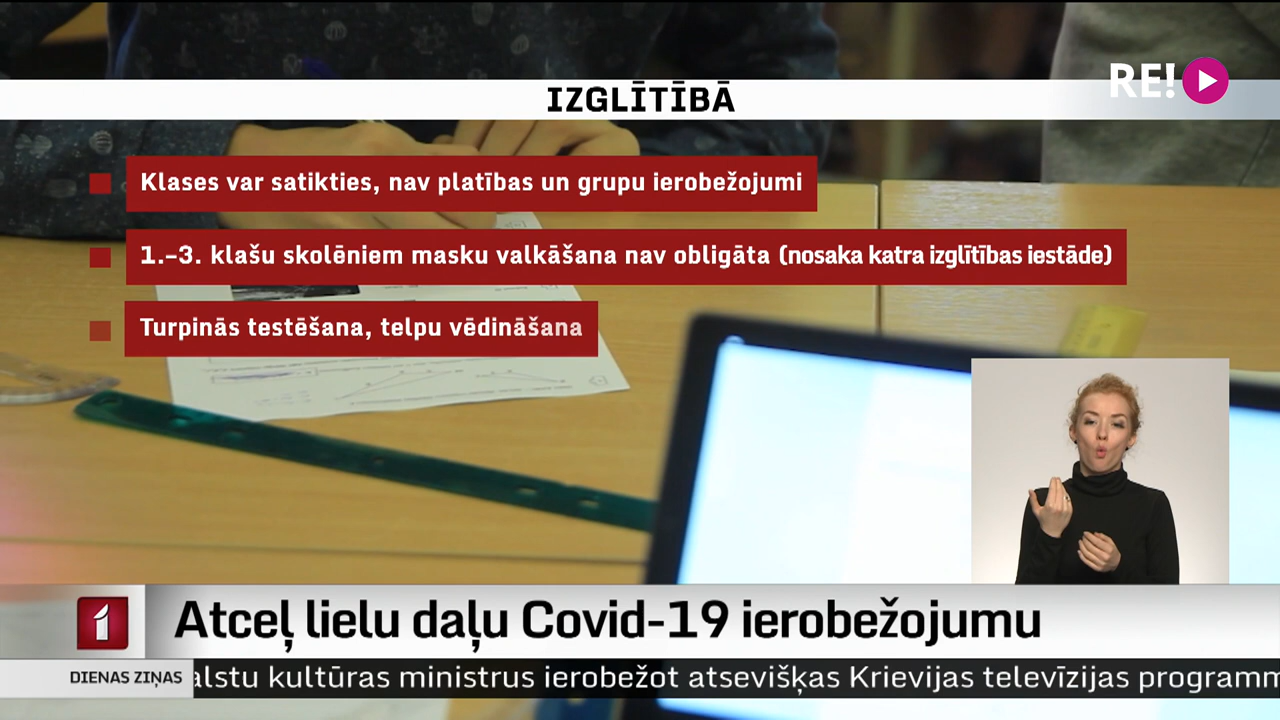 RE!
IZGLĪTĪBĀ
Klases var satikties, nav platības un grupu ierobežojumi
1.–3. klašu skolēniem masku valkāšana nav obligāta (nosaka katra izglītības iestāde)
Turpinās testēšana, telpu vēdināšana
1
Atceļ lielu daļu Covid-19 ierobežojumu
DIENAS ZIŅAS
alstu kultūras ministrus ierobežot atsevišķas Krievijas televīzijas programm